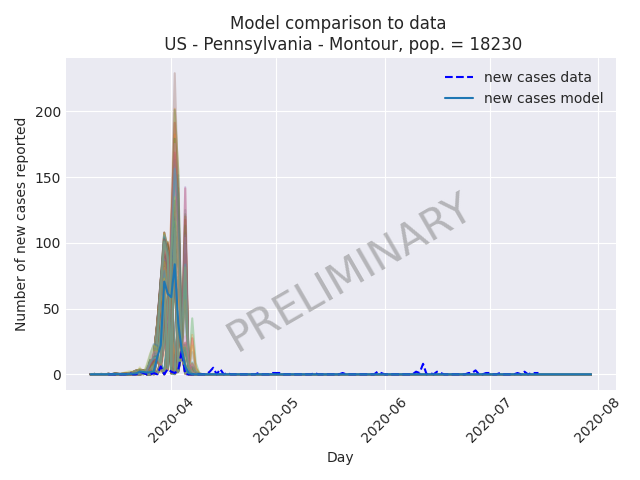 Model comparison to data
US - Pennsylvania - Montour, pop. = 18230
new cases data
new cases model
Number of new cases reported
200
150
100
50
0
PRELIMINARY
2020-04
2020-05
2020-06
2020-07
2020-08
Day